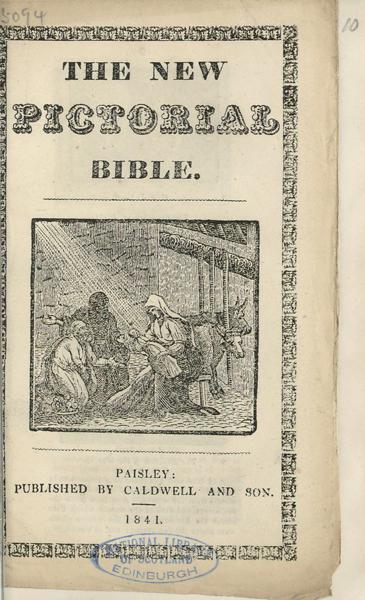 5094
10
THE NEW
PICTORIAL
BIBLE.
PAISLEY:
PUBLISHED BY CALDWELL AND SON.
1841.
NATIONAL LIBRARY
OF SCOTLAND
EDINBURGH